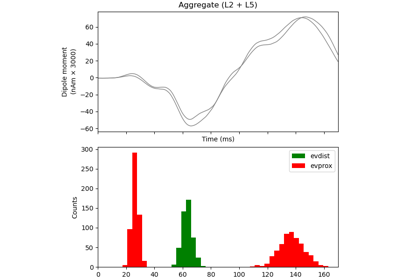 Aggregate (L2 + L5)
Dipole moment
(nAm × 3000)
60
40
20
0
−20
−40
−60
Time (ms)
Counts
300
250
200
150
100
50
0
evdist
evprox
0 20 40 60 80 100 120 140 160